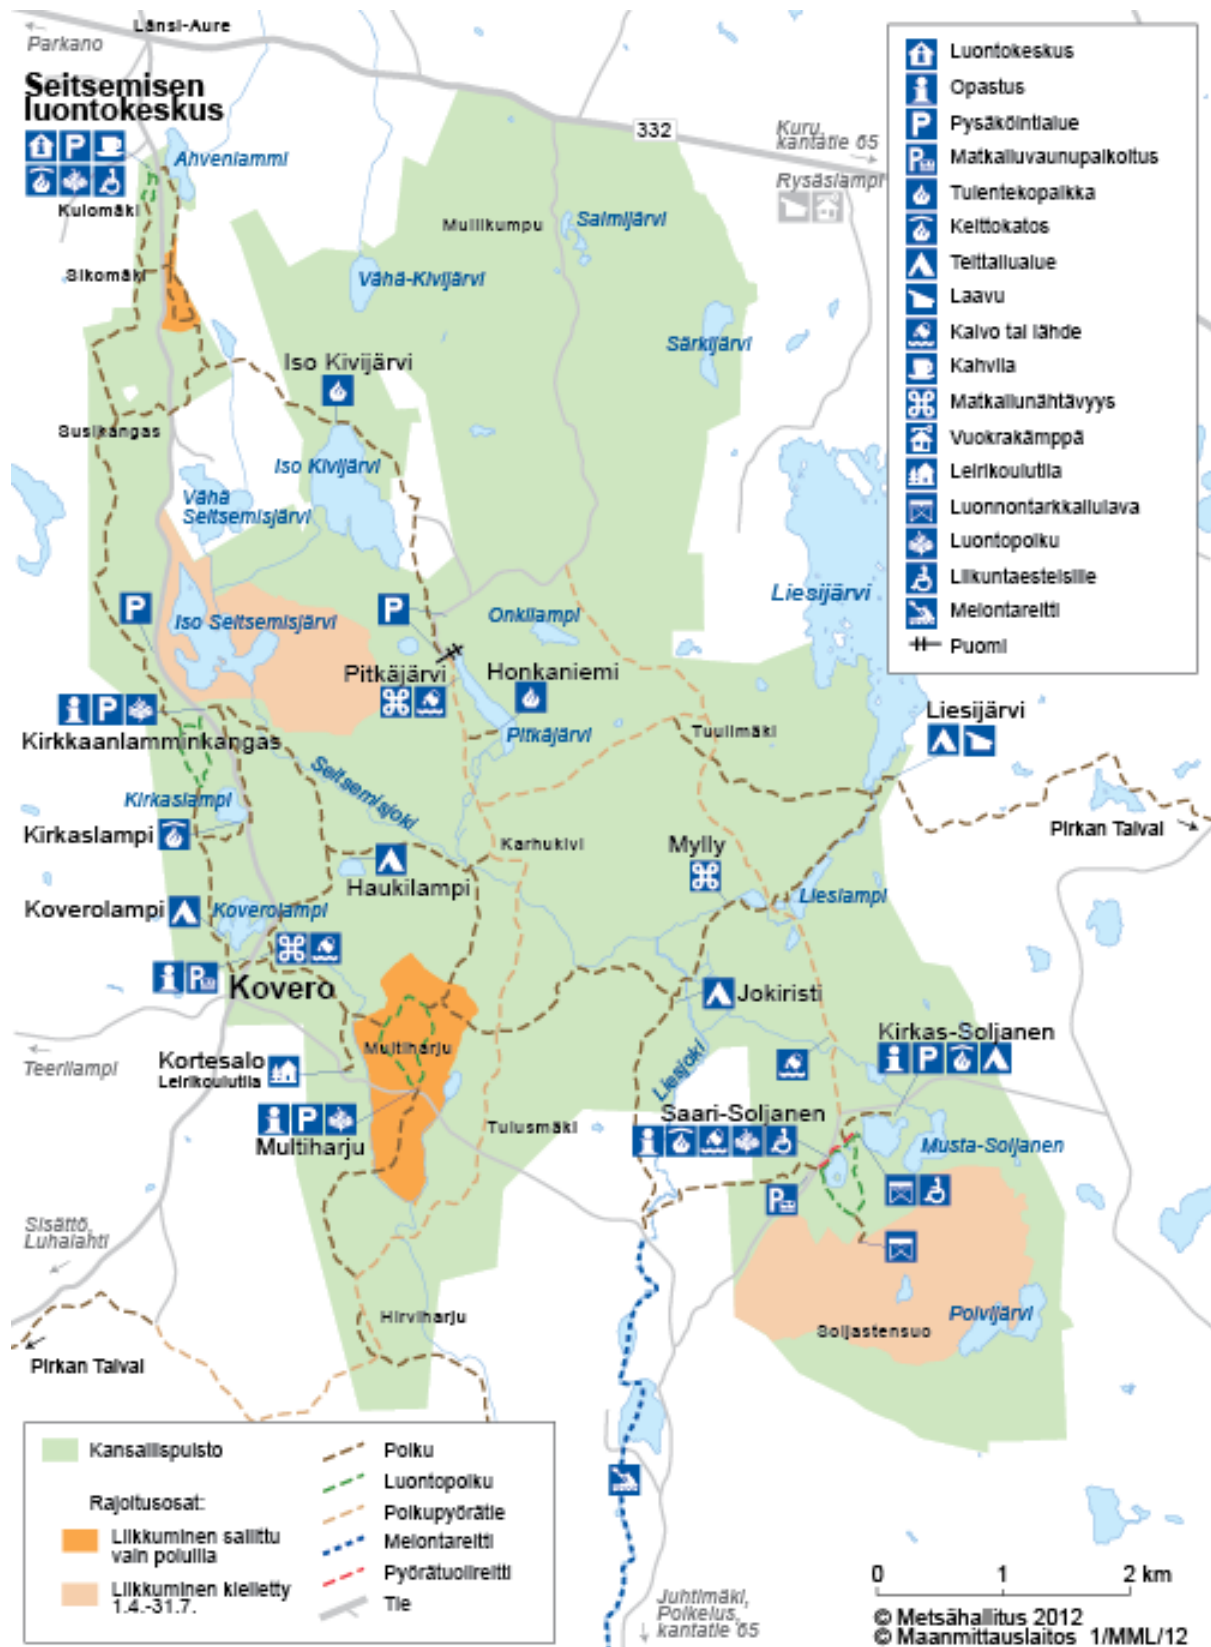 Länsi-Aure
Parkano
Seitsemisen
luontokeskus
Ahvenlammi
Kulomäki
Sikomäki
332
Kuru,
kantatie 65
Rysäslampi
Mullikumpu
Saimijärvi
Vähä-Kivijärvi
Särkijärvi
Iso Kivijärvi
Susikangas
Iso Kivijärvi
Vähä
Seitsemisjärvi
Iso Seitsemisjärvi
Onkilampi
Liesijärvi
Pitkäjärvi
Honkaniemi
Pitkäjärvi
Tuulimäki
Liesijärvi
Kirkkaanlamminkangas
Seitsemisjoki
Kirkaslampi
Kirkaslampi
Karhukivi
Mylly
Pirkan Taival
Haukilampi
Lieslampi
Koverolampi
Koverolampi
Kovero
Jokiristi
Kirkas-Soljanen
Multiharju
Teerilampi
Kortesalo
Leirikoulutila
Liesjoki
Saari-Soljanen
Tulusmäki
Multiharju
Musta-Soljanen
Sisättö,
Luhalahti
Hirviharju
Soljastensuo
Poivijärvi
Pirkan Taival
Juhtimäki,
Poikelus,
kantatie 65
Luontokeskus
Opastus
Pysäköintialue
Matkailuvaunupaikoitus
Tulentekopaikka
Keittokatos
Telttailualue
Laavu
Kaivo tai lähde
Kahvila
Matkailunähtävyys
Vuokrakämppä
Leirikoulutila
Luonnontarkkailulava
Luontopolku
Liikuntaesteisille
Melontareitti
Puomi
Kansallispuisto
Rajoitusosat:
Liikkuminen sallittu
vain poluilla
Liikkuminen kielletty
1.4.-31.7.
Polku
Luontopolku
Polkupyörätie
Melontareitti
Pyörätuolireitti
Tie
0 1 2 km
© Metsähallitus 2012
© Maanmittauslaitos 1/MML/12